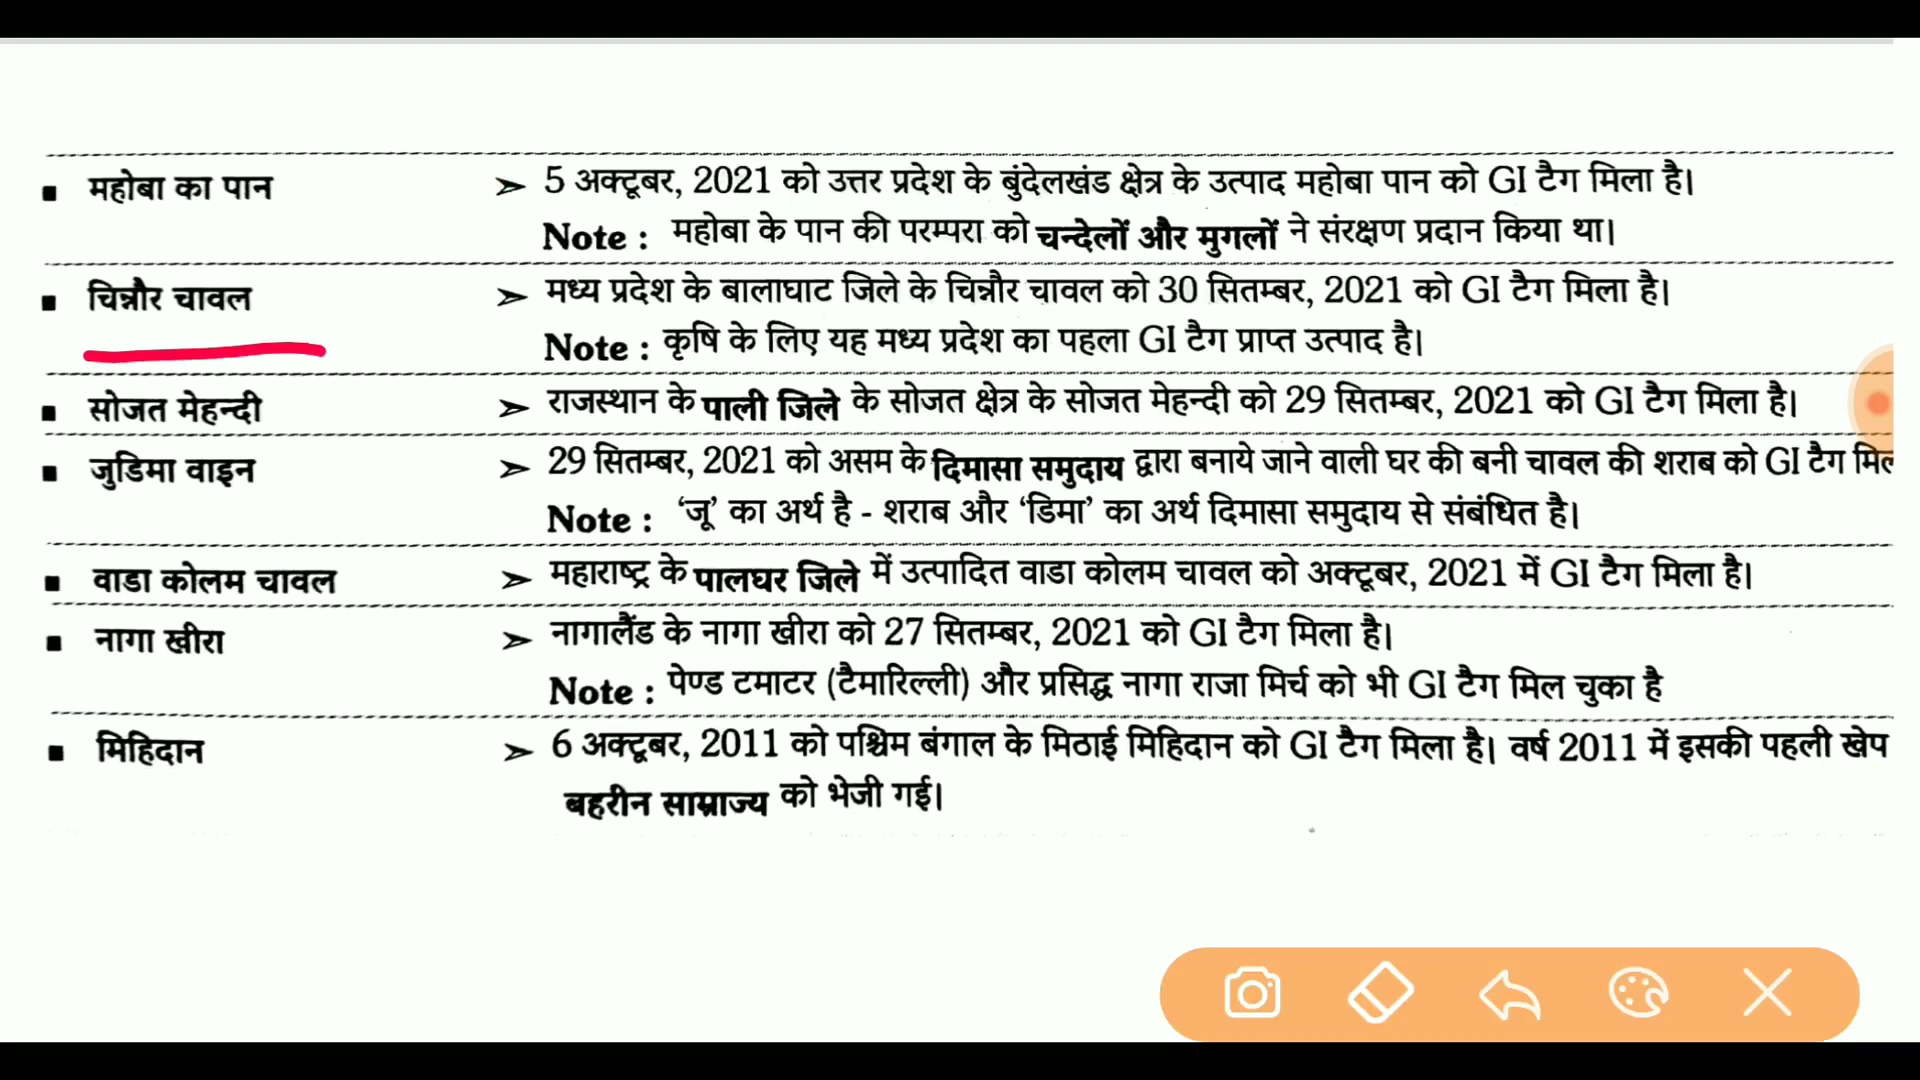 महोबा का पान ➢ 5 अक्टूबर, 2021 को उत्तर प्रदेश के बुंदेलखंड क्षेत्र के उत्पाद महोबा पान को GI टैग मिला है।
Note : महोबा के पान की परम्परा को चन्देलों और मुगलों ने संरक्षण प्रदान किया था।
चिन्नौर चावल ➢ मध्य प्रदेश के बालाघाट जिले के चिन्नौर चावल को 30 सितम्बर, 2021 को GI टैग मिला है।
Note : कृषि के लिए यह मध्य प्रदेश का पहला GI टैग प्राप्त उत्पाद है।
सोजत मेहन्दी ➢ राजस्थान के पाली जिले के सोजत क्षेत्र के सोजत मेहन्दी को 29 सितम्बर, 2021 को GI टैग मिला है।
जुडिमा वाइन ➢ 29 सितम्बर, 2021 को असम के दिमासा समुदाय द्वारा बनाये जाने वाली घर की बनी चावल की शराब को GI टैग
Note : ‘जू’ का अर्थ है - शराब और ‘डिमा’ का अर्थ दिमासा समुदाय से संबंधित है।
वाडा कोलम चावल ➢ महाराष्ट्र के पालघर जिले में उत्पादित वाडा कोलम चावल को अक्टूबर, 2021 में GI टैग मिला है।
नागा खीरा ➢ नागालैंड के नागा खीरा को 27 सितम्बर, 2021 को GI टैग मिला है।
Note : पेण्ड टमाटर (टैमारिल्ली) और प्रसिद्ध नागा राजा मिर्च को भी GI टैग मिल चुका है
मिहिदान ➢ 6 अक्टूबर, 2011 को पश्चिम बंगाल के मिठाई मिहिदान को GI टैग मिला है। वर्ष 2011 में इसकी पहली खेप
बहरीन साम्राज्य को भेजी गई।